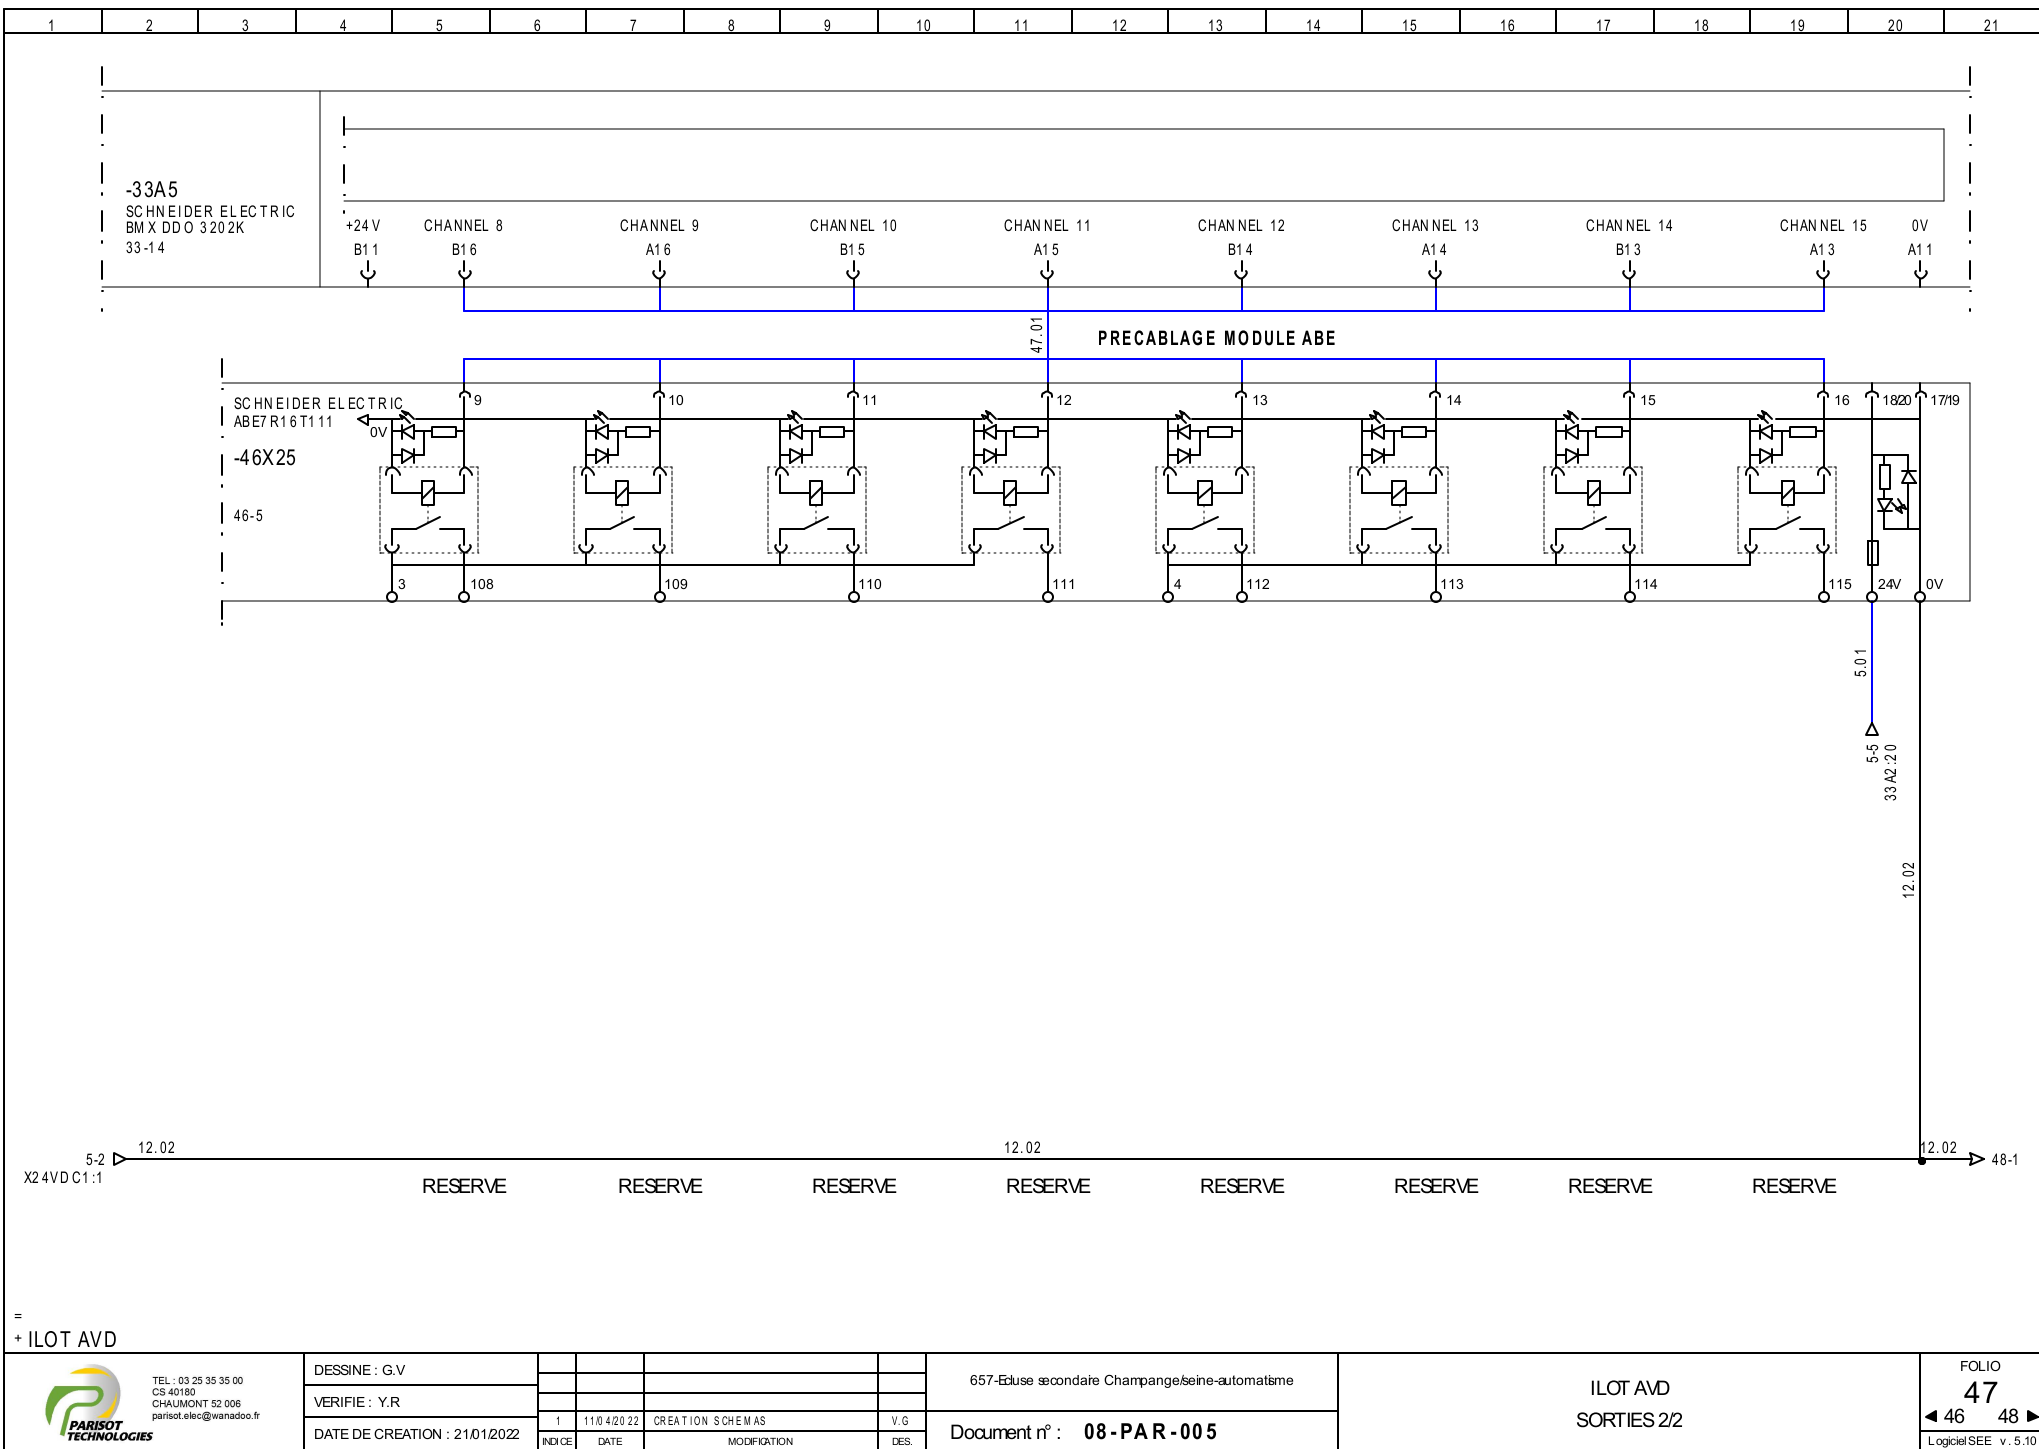 1 2 3 4 5 6 7 8 9 10 11 12 13 14 15 16 17 18 19 20 21
-33A5
SCHNEIDER ELECTRIC
BMX DDO 3202K
33-14
+24V CHANNEL 8 CHANNEL 9 CHANNEL 10 CHANNEL 11 CHANNEL 12 CHANNEL 13 CHANNEL 14 CHANNEL 15 0V
B11 B16 A16 B15 A15 B14 A14 B13 A13 A11
47.01
PRECABLAGE MODULE ABE
SCHNEIDER ELECTRIC
ABE7R16T111
0V
-46X25
46-5
9 10 11 12 13 14 15 16 18/20 17/19
3 108 109 110 111 4 112 113 114 115 24V 0V
5.01
5-5
33A2:20
12.02
5-2 12.02 12.02 12.02 48-1
X24VDC1:1
RESERVE RESERVE RESERVE RESERVE RESERVE RESERVE RESERVE RESERVE
=
+ ILOT AVD
PARISOT
TECHNOLOGIES
TEL : 03 25 35 35 00
CS 40180
CHAUMONT 52 006
parisot.elec@wanadoo.fr
DESSINE : G.V
VERIFIE : Y.R
DATE DE CREATION : 21/01/2022
1 11/04/2022 CREATION SCHEMAS V.G
INDICE DATE MODIFICATION DES.
657-Ecluse secondaire Champange/seine-automatisme
Document n° : 08-PAR-005
ILOT AVD
SORTIES 2/2
FOLIO
47
46 48
Logiciel SEE v. 5.10